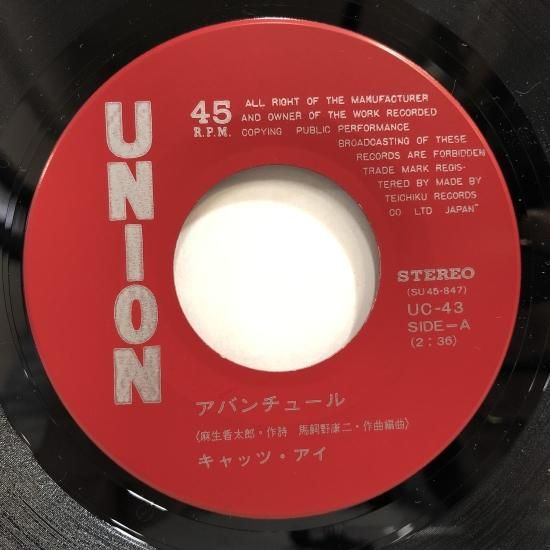 UNION
45
R.P.M.
ALL RIGHT OF THE MANUFACTURER
AND OWNER OF THE WORK RECORDED
COPYING PUBLIC PERFORMANCE
BROADCASTING OF THESE
RECORDS ARE FORBIDDEN
TRADE MARK REGIS-
TERED BY MADE BY
TEICHIKU RECORDS
CO LTD JAPAN"
STEREO
(SU45-847)
UC-43
SIDE-A
(2:36)
アバンチュール
(麻生香太郎・作詩 馬飼野康二・作曲編曲)
キャッツ・アイ